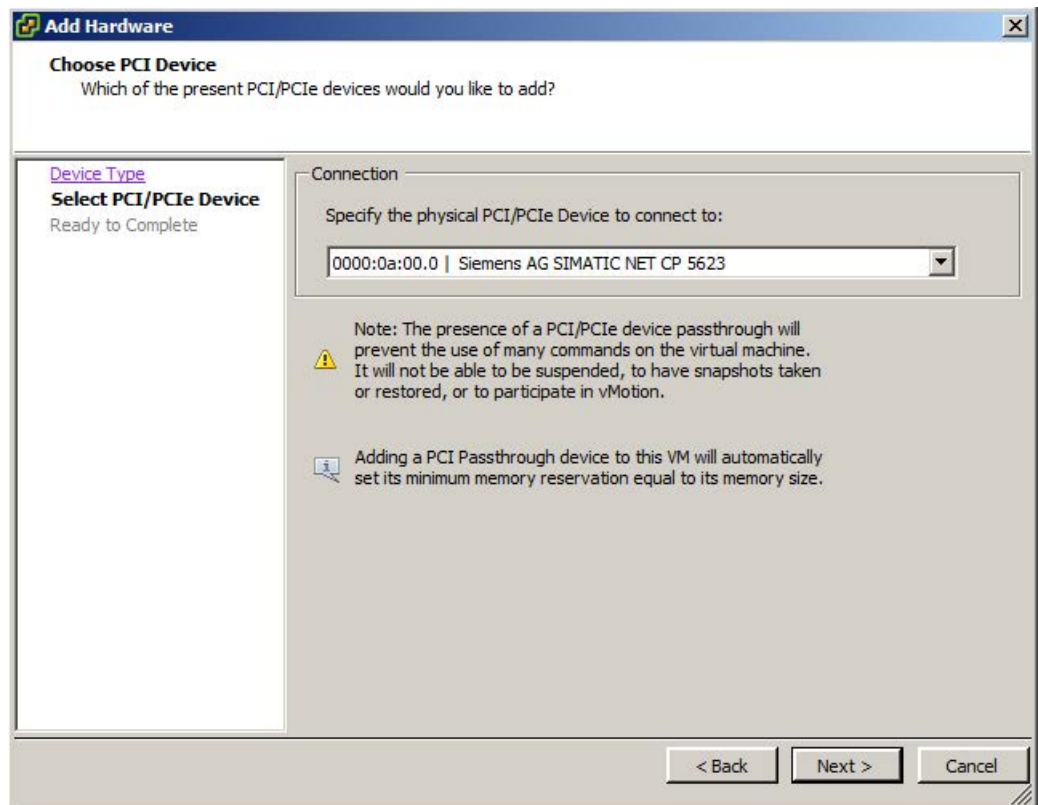 Add Hardware
Choose PCI Device
Which of the present PCI/PCIe devices would you like to add?
Device Type
Select PCI/PCIe Device
Ready to Complete
Connection
Specify the physical PCI/PCIe Device to connect to:
0000:0a:00.0 | Siemens AG SIMATIC NET CP 5623
Note: The presence of a PCI/PCIe device passthrough will
prevent the use of many commands on the virtual machine.
It will not be able to be suspended, to have snapshots taken
or restored, or to participate in vMotion.
Adding a PCI Passthrough device to this VM will automatically
set its minimum memory reservation equal to its memory size.
< Back
Next >
Cancel